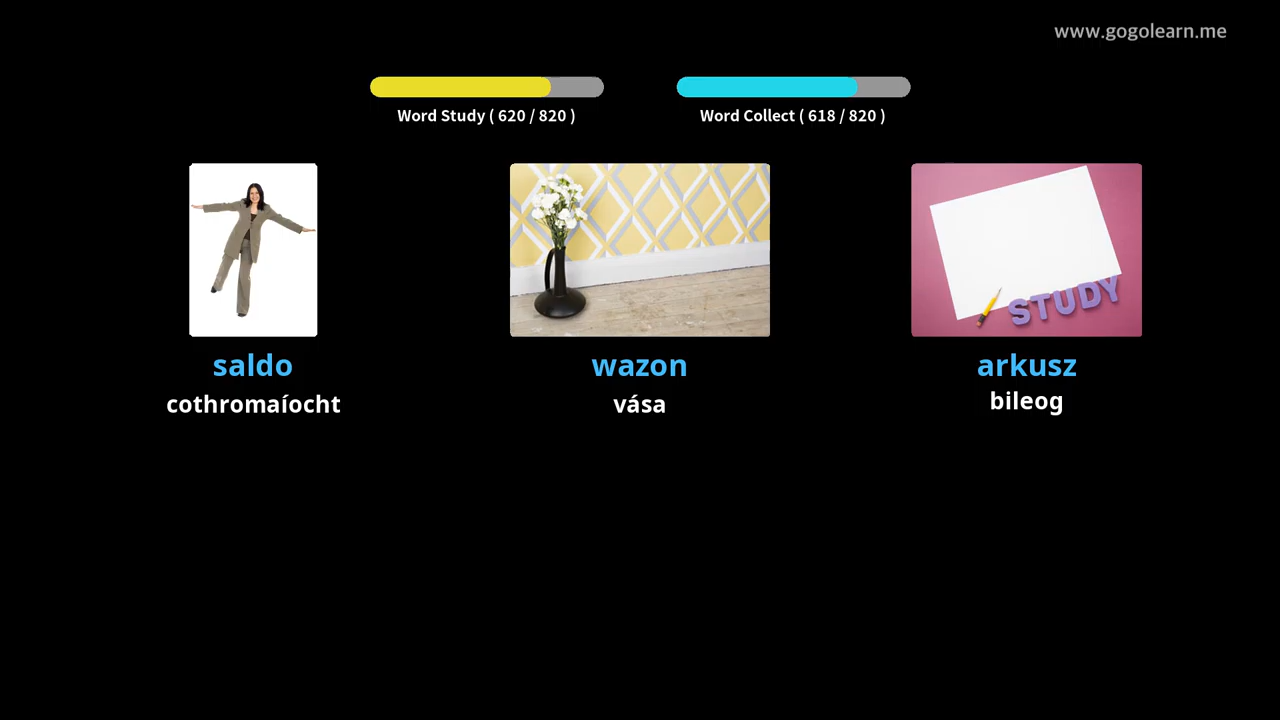 www.gogolearn.me
Word Study ( 620 / 820 )
Word Collect ( 618 / 820 )
STUDY
saldo
cothromaíocht
wazon
vása
arkusz
bileog